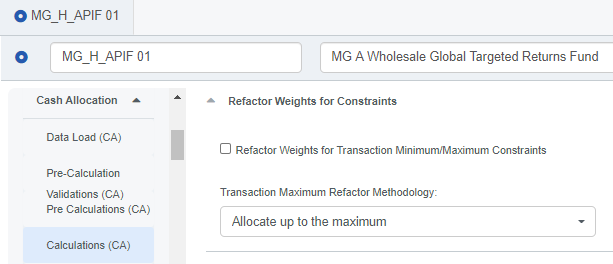 MG_H_APIF 01
MG_H_APIF 01
MG A Wholesale Global Targeted Returns Fund
Cash Allocation
Data Load (CA)
Pre-Calculation
Validations (CA)
Pre Calculations (CA)
Calculations (CA)
Refactor Weights for Constraints
Refactor Weights for Transaction Minimum/Maximum Constraints
Transaction Maximum Refactor Methodology:
Allocate up to the maximum